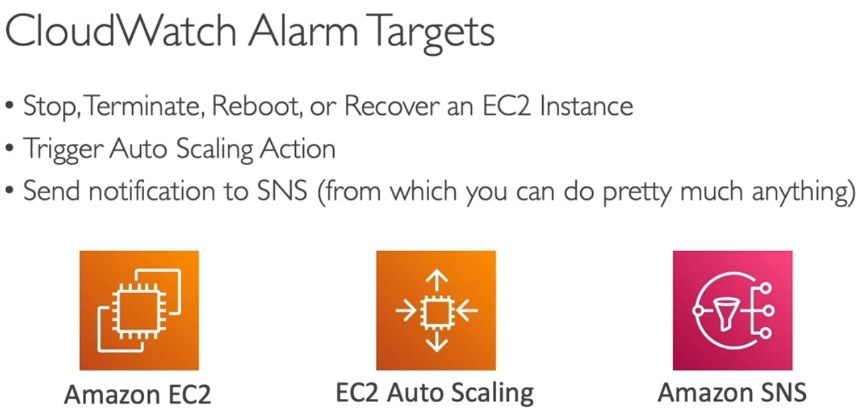 CloudWatch Alarm Targets
• Stop, Terminate, Reboot, or Recover an EC2 Instance
• Trigger Auto Scaling Action
• Send notification to SNS (from which you can do pretty much anything)
Amazon EC2
EC2 Auto Scaling
Amazon SNS